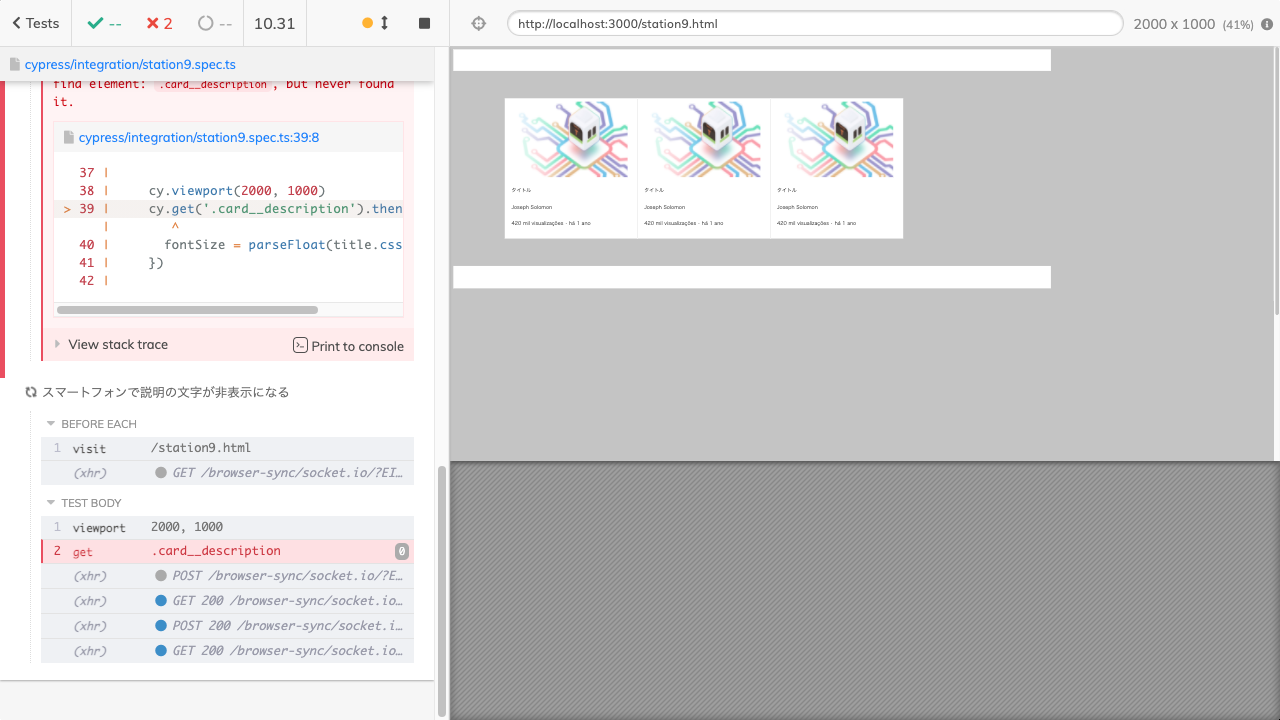 Tests
--
2
--
10.31
http://localhost:3000/station9.html
2000 x 1000 (41%)
cypress/integration/station9.spec.ts
find element: .card__description, but never found
it.
cypress/integration/station9.spec.ts:39:8
37 |
38 | cy.viewport(2000, 1000)
> 39 | cy.get('.card__description').then
| ^
40 | fontSize = parseFloat(title.css
41 | })
42 |
View stack trace
Print to console
スマートフォンで説明の文字が非表示になる
BEFORE EACH
1 visit /station9.html
(xhr) GET /browser-sync/socket.io/?EI…
TEST BODY
1 viewport 2000, 1000
2 get .card__description 0
(xhr) POST /browser-sync/socket.io/?E…
(xhr) GET 200 /browser-sync/socket.io…
(xhr) POST 200 /browser-sync/socket.i…
(xhr) GET 200 /browser-sync/socket.io…
タイトル
Joseph Solomon
420 mil visualizações - há 1 ano
タイトル
Joseph Solomon
420 mil visualizações - há 1 ano
タイトル
Joseph Solomon
420 mil visualizações - há 1 ano